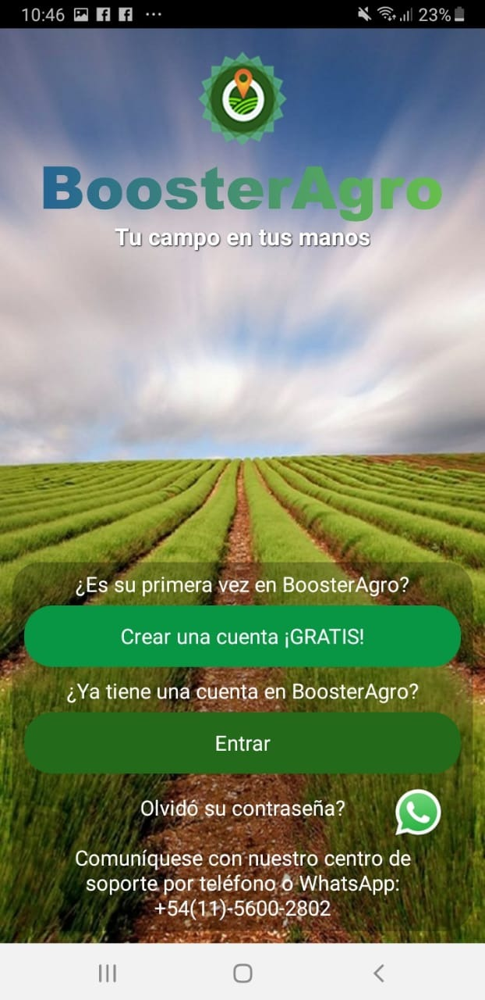 10:46
23%
BoosterAgro
Tu campo en tus manos
¿Es su primera vez en BoosterAgro?
Crear una cuenta ¡GRATIS!
¿Ya tiene una cuenta en BoosterAgro?
Entrar
Olvidó su contraseña?
Comuníquese con nuestro centro de
soporte por teléfono o WhatsApp:
+54(11)-5600-2802